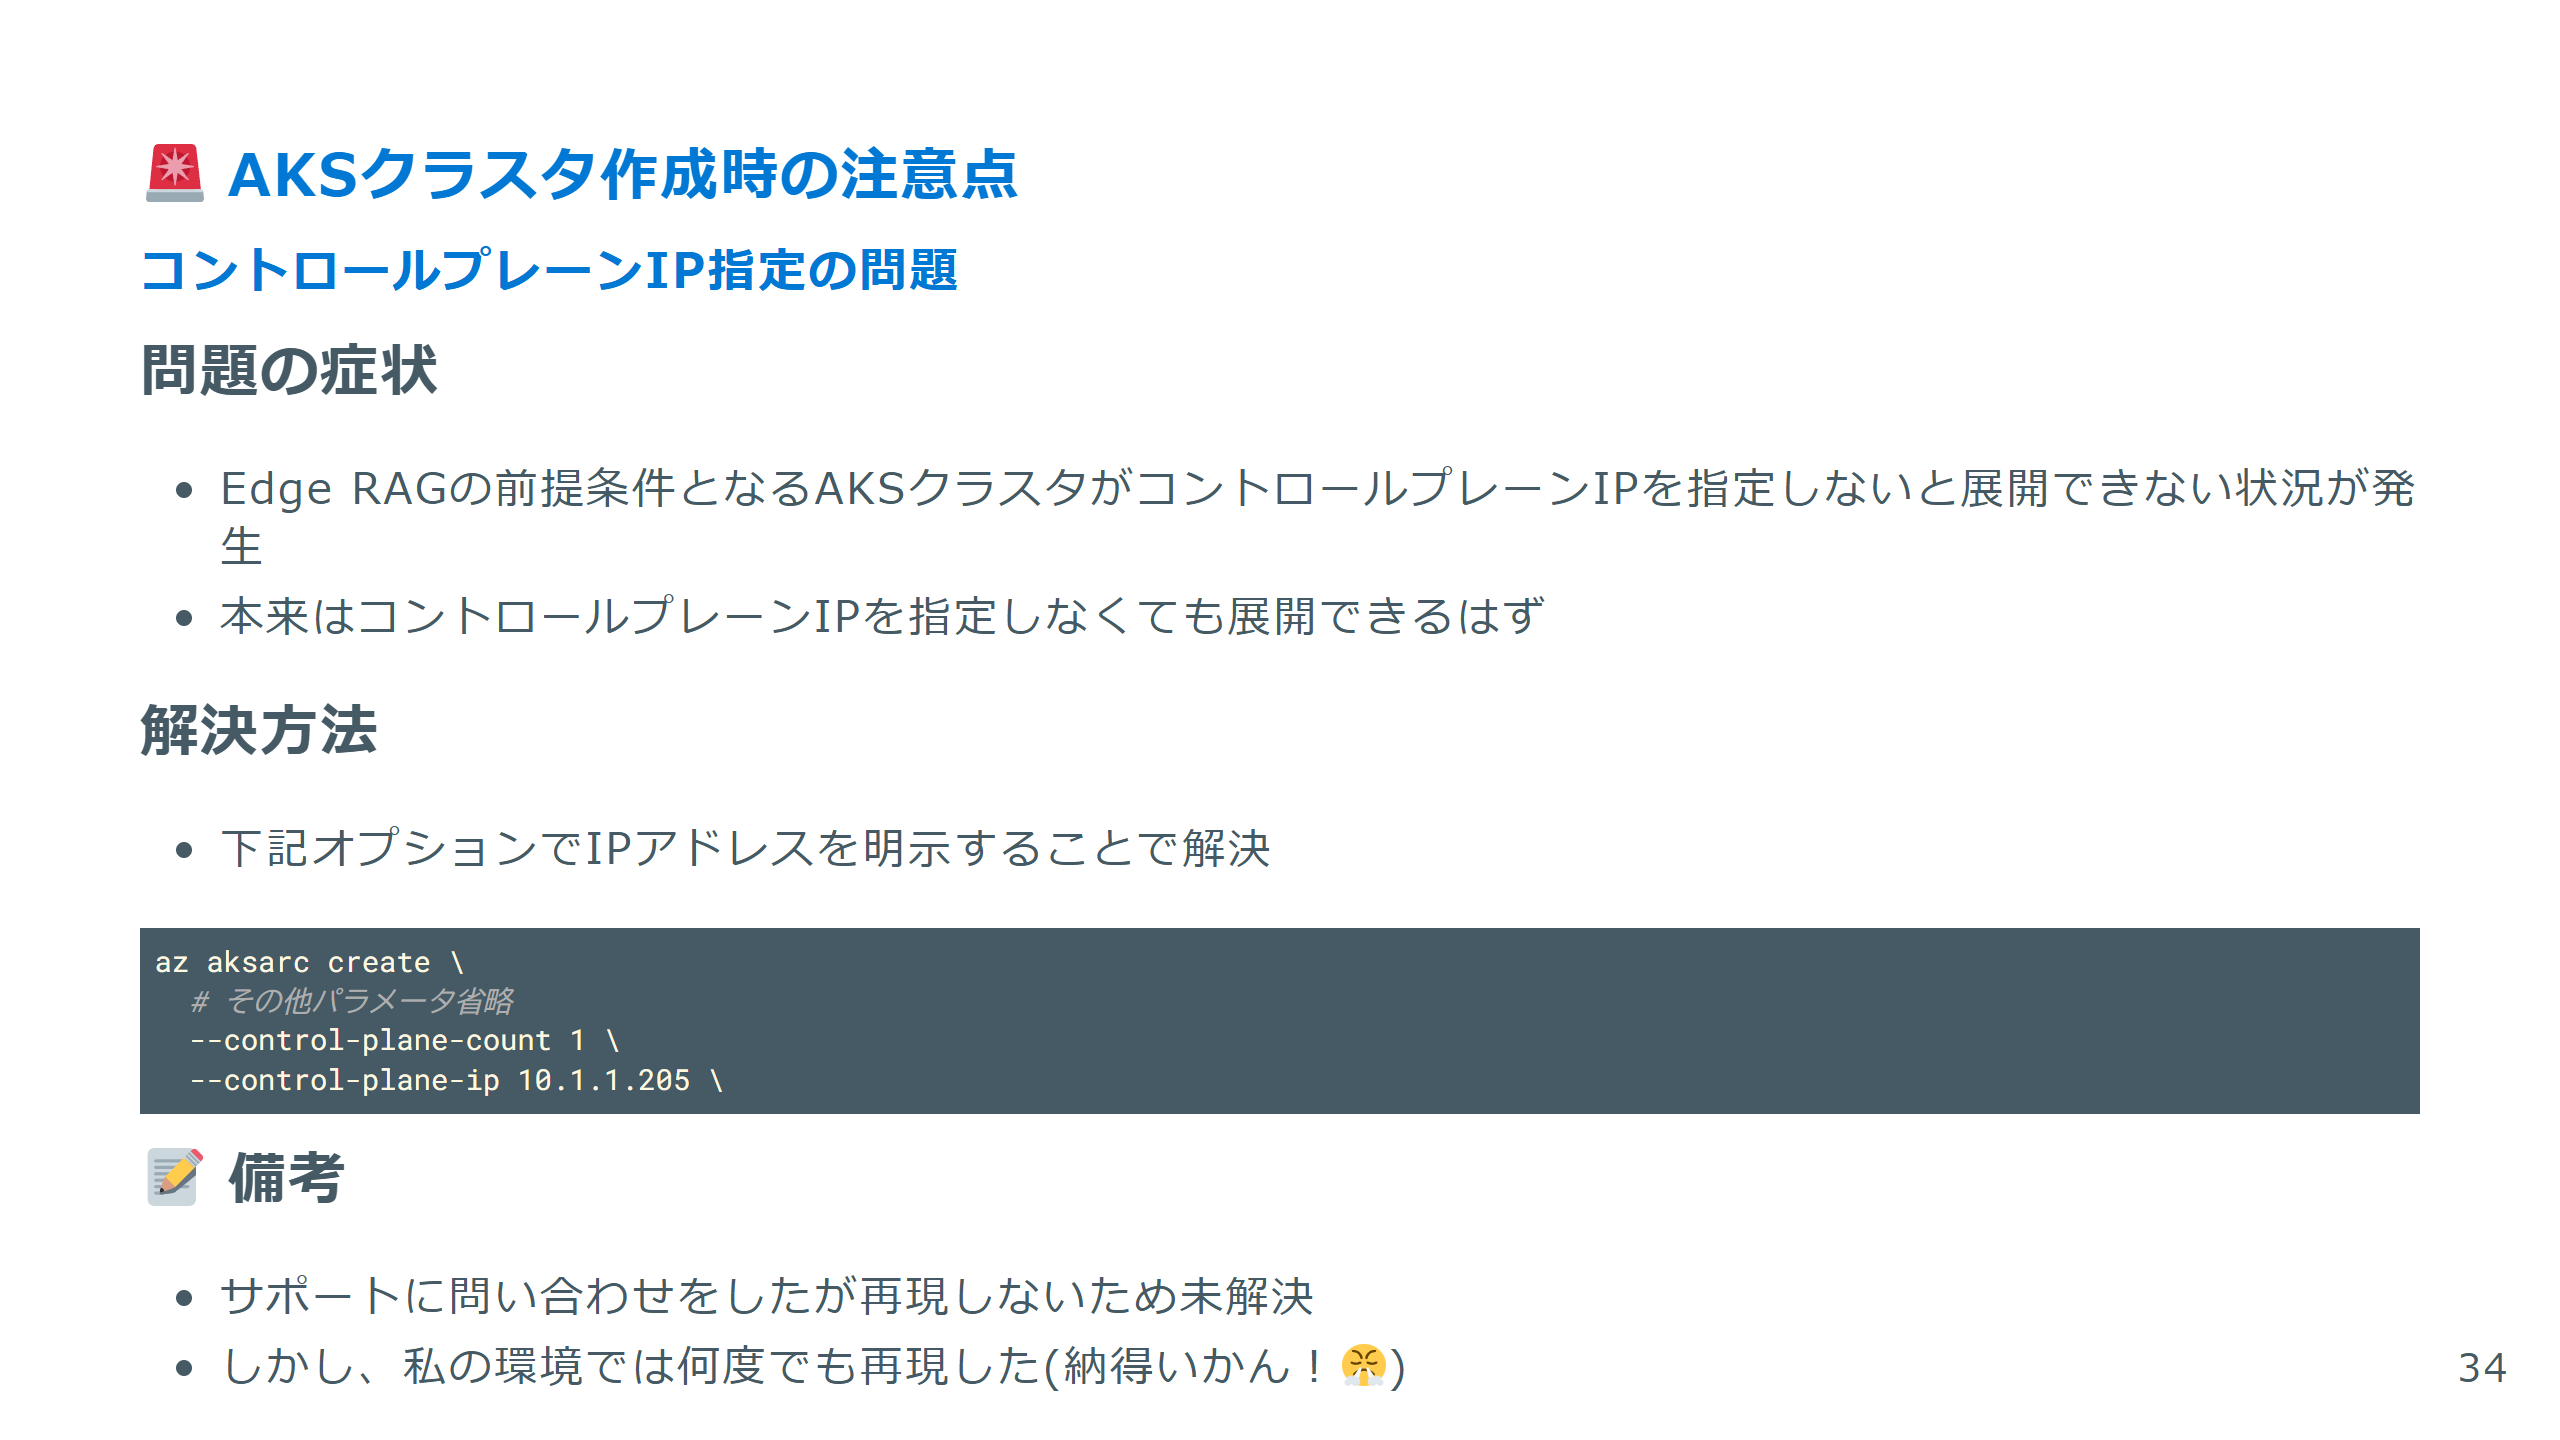 🚨 AKSクラスタ作成時の注意点
コントロールプレーンIP指定の問題
問題の症状
• Edge RAGの前提条件となるAKSクラスタがコントロールプレーンIPを指定しないと展開できない状況が発
生
• 本来はコントロールプレーンIPを指定しなくても展開できるはず
解決方法
• 下記オプションでIPアドレスを明示することで解決
az aksarc create \
  # その他パラメータ省略
  --control-plane-count 1 \
  --control-plane-ip 10.1.1.205 \
📝 備考
• サポートに問い合わせをしたが再現しないため未解決
• しかし、私の環境では何度でも再現した(納得いかん！😤)
34